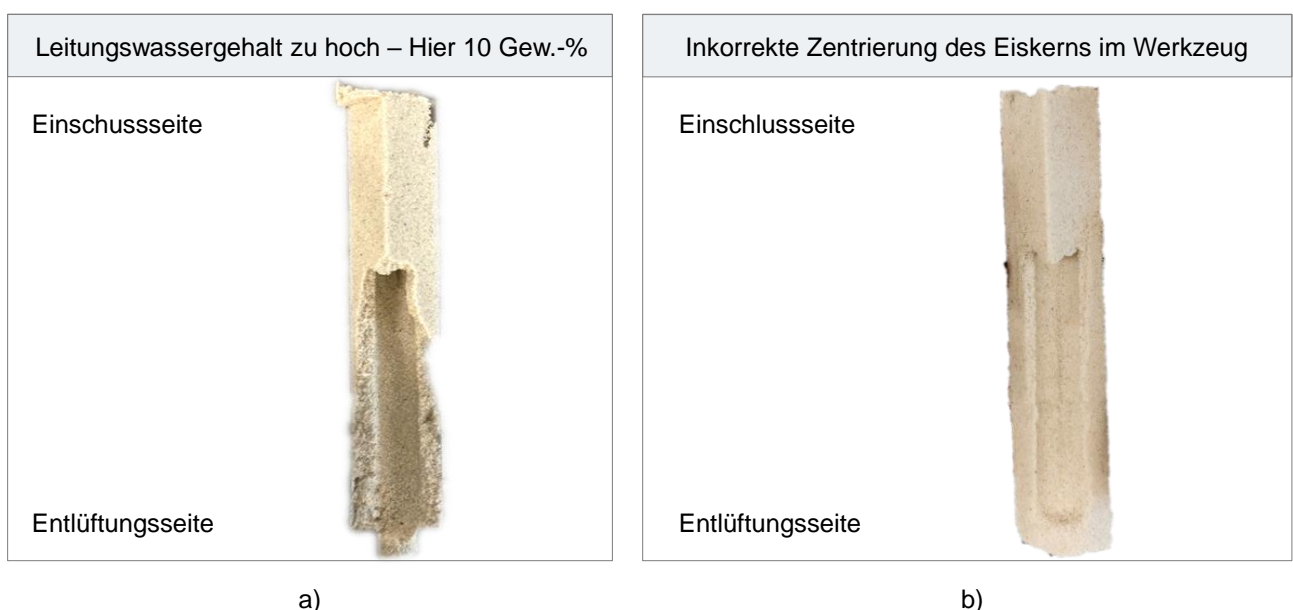 Leitungswassergehalt zu hoch – Hier 10 Gew.-%
Einschussseite
Entlüftungsseite
a)
Inkorrekte Zentrierung des Eiskerns im Werkzeug
Einschlussseite
Entlüftungsseite
b)